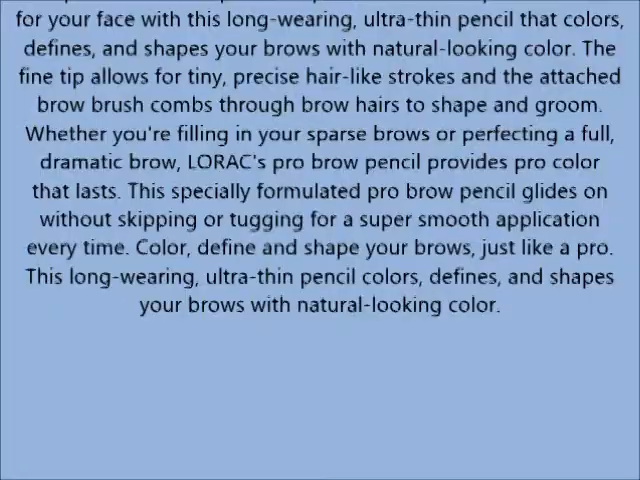 for your face with this long-wearing, ultra-thin pencil that colors,
defines, and shapes your brows with natural-looking color. The
fine tip allows for tiny, precise hair-like strokes and the attached
brow brush combs through brow hairs to shape and groom.
Whether you're filling in your sparse brows or perfecting a full,
dramatic brow, LORAC's pro brow pencil provides pro color
that lasts. This specially formulated pro brow pencil glides on
without skipping or tugging for a super smooth application
every time. Color, define and shape your brows, just like a pro.
This long-wearing, ultra-thin pencil colors, defines, and shapes
your brows with natural-looking color.